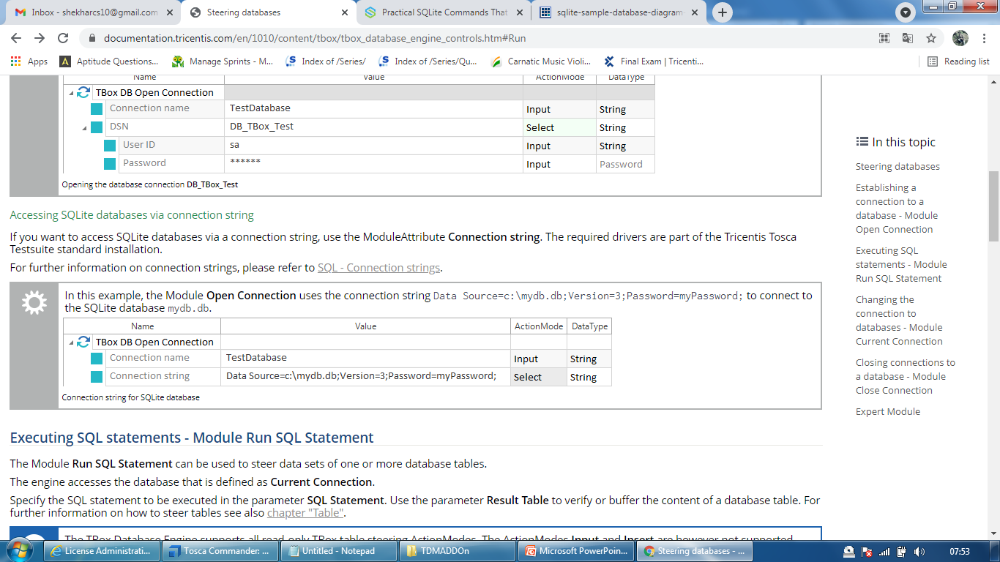 Inbox - shekharcs10@gmail.com
Steering databases
Practical SQLite Commands That
sqlite-sample-database-diagram
documentation.tricentis.com/en/1010/content/tbox/tbox_database_engine_controls.htm#Run
Apps
Aptitude Questions...
Manage Sprints - M...
Index of /Series/
Index of /Series/Qu...
Carnatic Music Violi...
Final Exam | Tricenti...
Reading list
Name Value ActionMode DataType
TBox DB Open Connection
Connection name TestDatabase Input String
DSN DB_TBox_Test Select String
User ID sa Input String
Password ****** Input Password
Opening the database connection DB_TBox_Test
Accessing SQLite databases via connection string
If you want to access SQLite databases via a connection string, use the ModuleAttribute Connection string. The required drivers are part of the Tricentis Tosca
Testsuite standard installation.
For further information on connection strings, please refer to SQL - Connection strings.
In this example, the Module Open Connection uses the connection string Data Source=c:\mydb.db;Version=3;Password=myPassword; to connect to
the SQLite database mydb.db.
Name Value ActionMode DataType
TBox DB Open Connection
Connection name TestDatabase Input String
Connection string Data Source=c:\mydb.db;Version=3;Password=myPassword; Select String
Connection string for SQLite database
Executing SQL statements - Module Run SQL Statement
The Module Run SQL Statement can be used to steer data sets of one or more database tables.
The engine accesses the database that is defined as Current Connection.
Specify the SQL statement to be executed in the parameter SQL Statement. Use the parameter Result Table to verify or buffer the content of a database table. For
further information on how to steer tables see also chapter "Table".
The TBox Database Engine supports all read-only TBox table steering ActionModes. The ActionModes Input and Insert are however not supported
In this topic
Steering databases
Establishing a
connection to a
database - Module
Open Connection
Executing SQL
statements - Module
Run SQL Statement
Changing the
connection to
databases - Module
Current Connection
Closing connections to
a database - Module
Close Connection
Expert Module
License Administrati...
Tosca Commander: ...
Untitled - Notepad
TDMADDOn
Microsoft PowerPoin...
Steering databases - ...
07:53